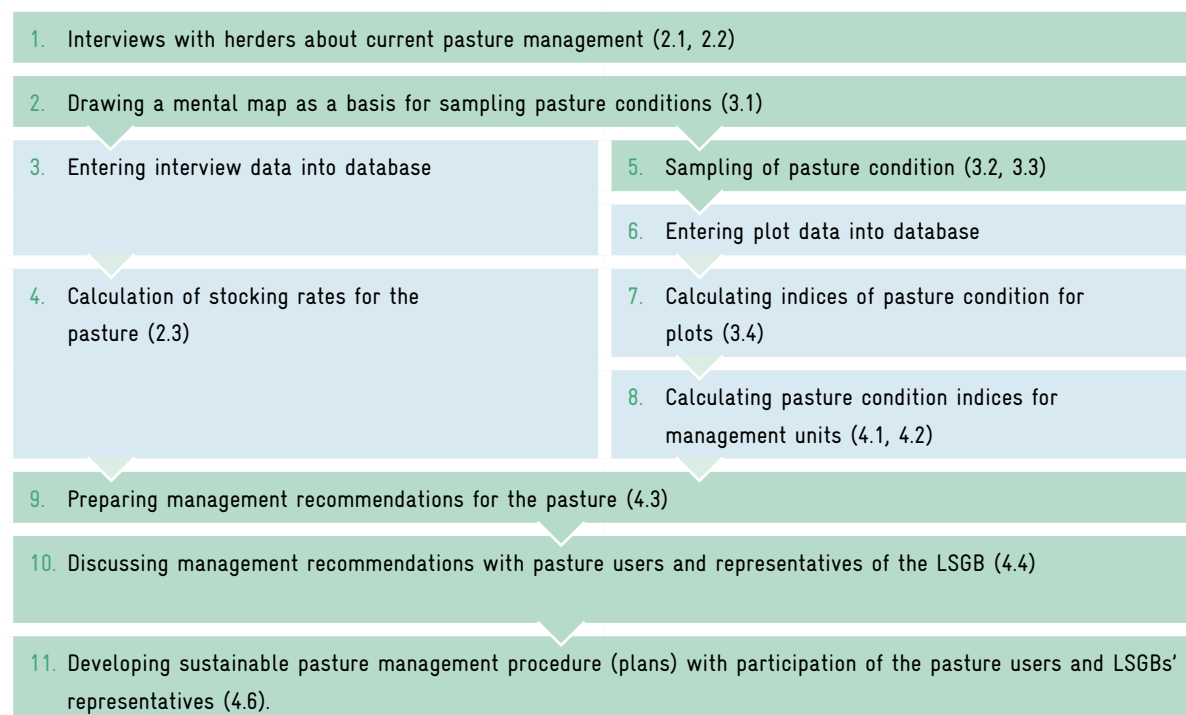 1. Interviews with herders about current pasture management (2.1, 2.2)
2. Drawing a mental map as a basis for sampling pasture conditions (3.1)
3. Entering interview data into database
4. Calculation of stocking rates for the
pasture (2.3)
5. Sampling of pasture condition (3.2, 3.3)
6. Entering plot data into database
7. Calculating indices of pasture condition for
plots (3.4)
8. Calculating pasture condition indices for
management units (4.1, 4.2)
9. Preparing management recommendations for the pasture (4.3)
10. Discussing management recommendations with pasture users and representatives of the LSGB (4.4)
11. Developing sustainable pasture management procedure (plans) with participation of the pasture users and LSGBs'
representatives (4.6).